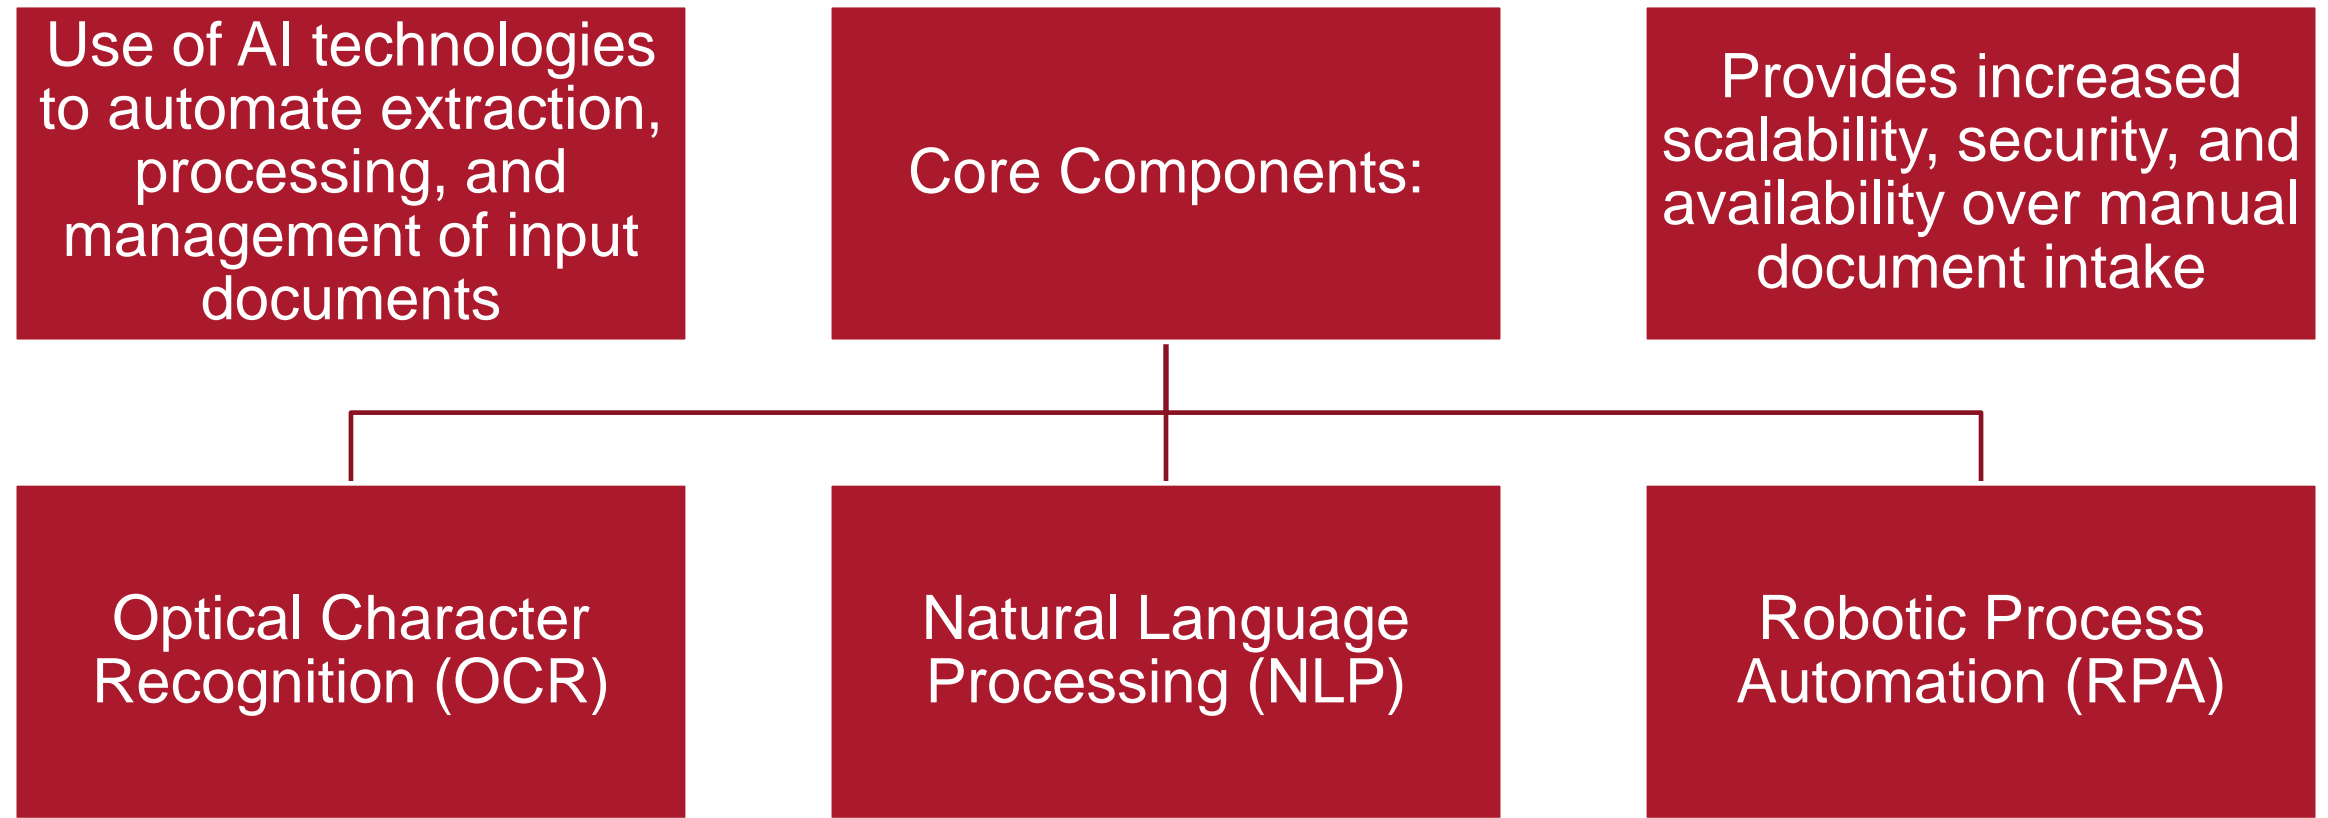 Use of AI technologies
to automate extraction,
processing, and
management of input
documents
Core Components:
Provides increased
scalability, security, and
availability over manual
document intake
Optical Character
Recognition (OCR)
Natural Language
Processing (NLP)
Robotic Process
Automation (RPA)